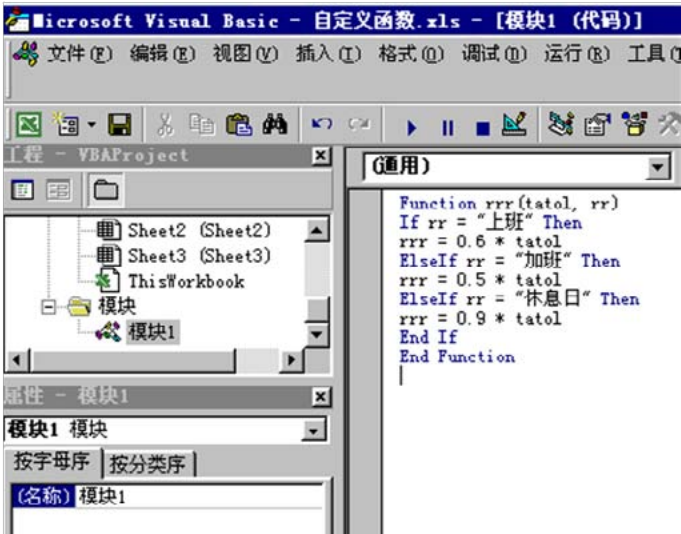 Microsoft Visual Basic - 自定义函数.xls - [模块1 (代码)]
文件(F) 编辑(E) 视图(V) 插入(I) 格式(O) 调试(D) 运行(R) 工具(T
工程 - VBAProject
(通用)
Sheet2 (Sheet2)
Sheet3 (Sheet3)
ThisWorkbook
模块
模块1
Function rrr(tatol, rr)
If rr = "上班" Then
rrr = 0.6 * tatol
ElseIf rr = "加班" Then
rrr = 0.5 * tatol
ElseIf rr = "休息日" Then
rrr = 0.9 * tatol
End If
End Function
属性 - 模块1
模块1 模块
按字母序 按分类序
(名称) 模块1